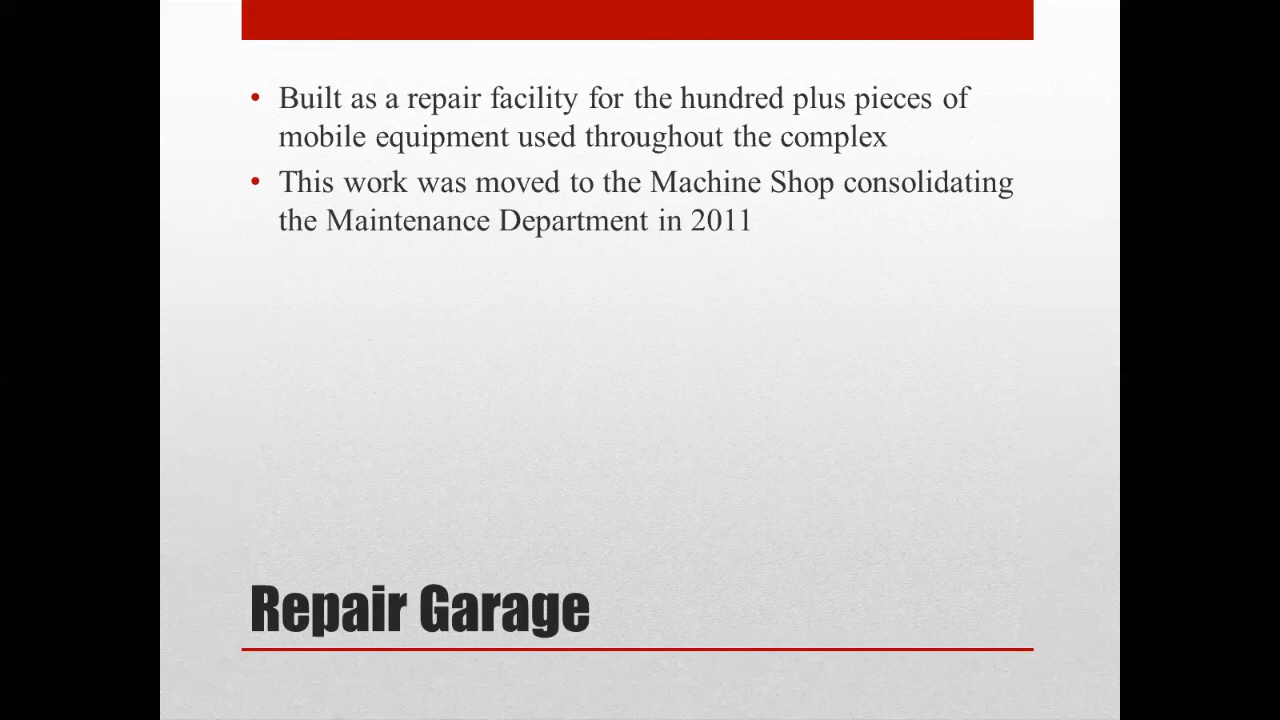 • Built as a repair facility for the hundred plus pieces of
mobile equipment used throughout the complex
• This work was moved to the Machine Shop consolidating
the Maintenance Department in 2011
Repair Garage